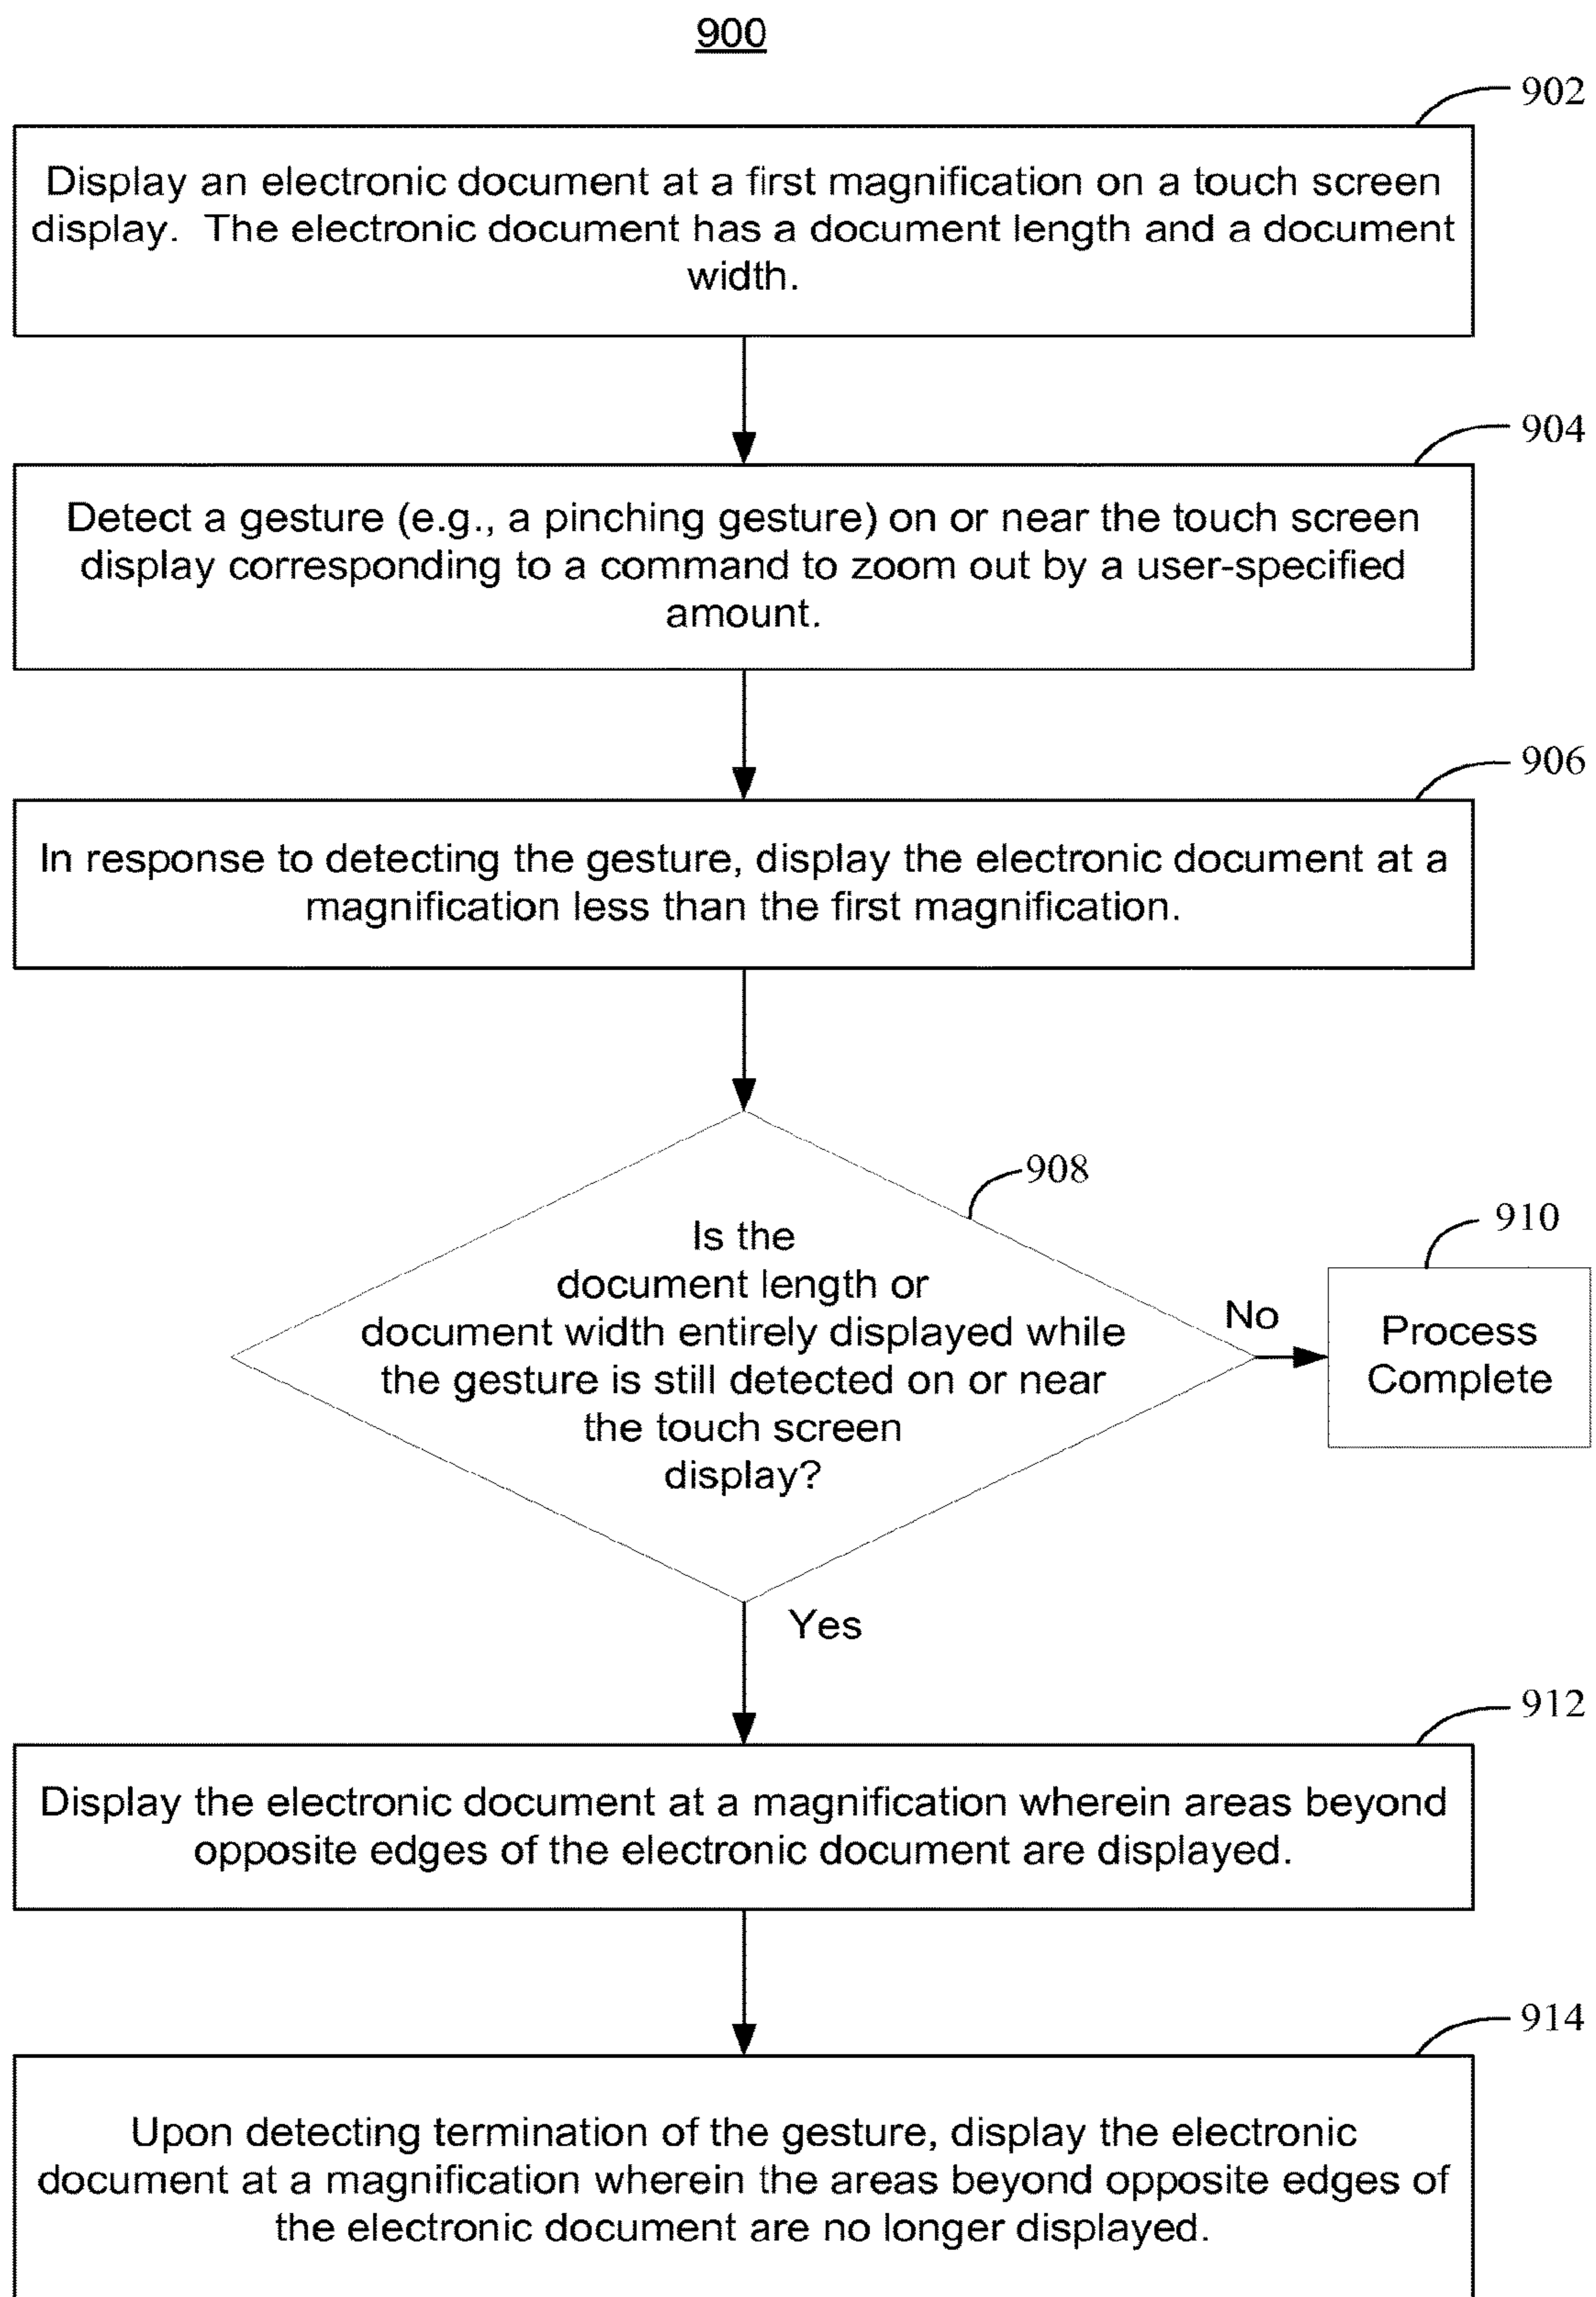 900
902
Display an electronic document at a first magnification on a touch screen
display. The electronic document has a document length and a document
width.
904
Detect a gesture (e.g., a pinching gesture) on or near the touch screen
display corresponding to a command to zoom out by a user-specified
amount.
906
In response to detecting the gesture, display the electronic document at a
magnification less than the first magnification.
908
Is the
document length or
document width entirely displayed while
the gesture is still detected on or near
the touch screen
display?
No
910
Process
Complete
Yes
912
Display the electronic document at a magnification wherein areas beyond
opposite edges of the electronic document are displayed.
914
Upon detecting termination of the gesture, display the electronic
document at a magnification wherein the areas beyond opposite edges of
the electronic document are no longer displayed.